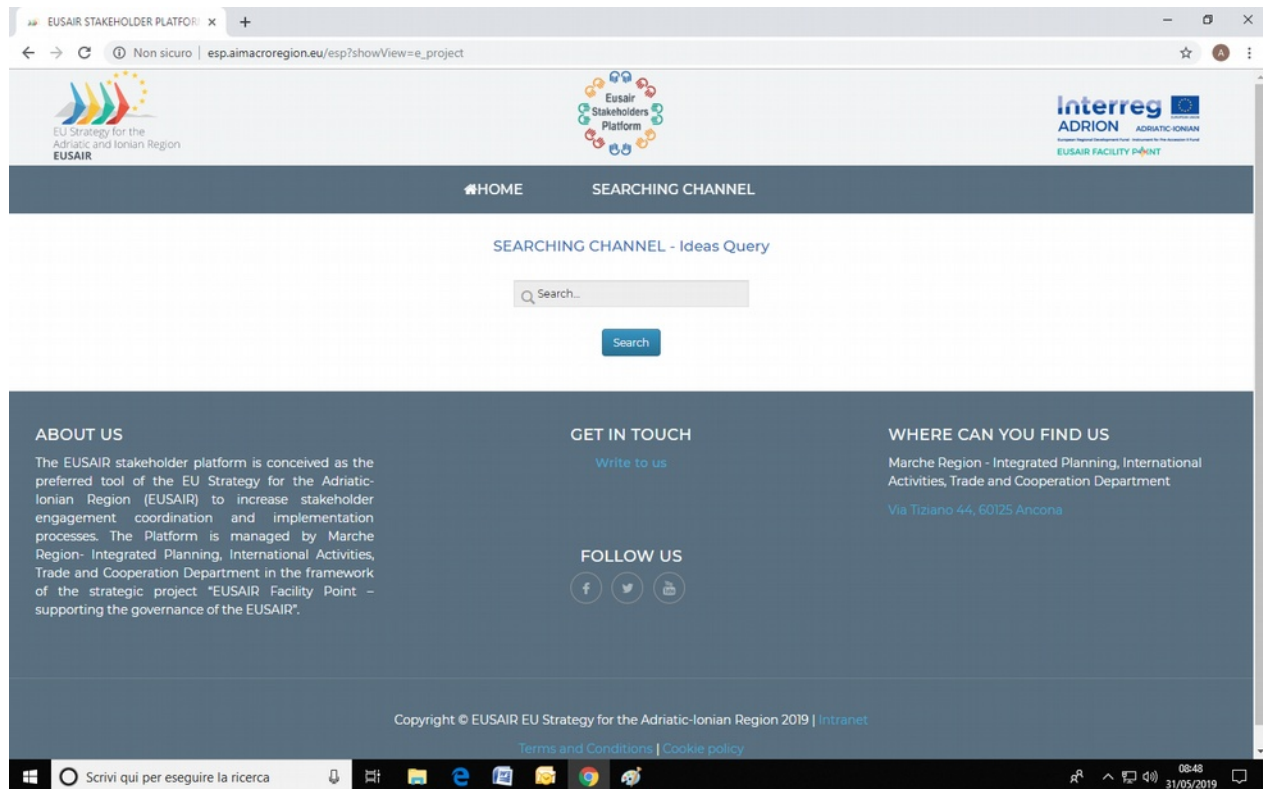 EUSAIR STAKEHOLDER PLATFOR
Non sicuro | esp.aimacroregion.eu/esp?showView=e_project
A
EU Strategy for the
Adriatic and Ionian Region
EUSAIR
Eusair
Stakeholders
Platform
Interreg
ADRION ADRIATIC-IONIAN
EUSAIR FACILITY POINT
HOME SEARCHING CHANNEL
SEARCHING CHANNEL - Ideas Query
Search...
Search
ABOUT US
The EUSAIR stakeholder platform is conceived as the
preferred tool of the EU Strategy for the Adriatic-
Ionian Region (EUSAIR) to increase stakeholder
engagement coordination and implementation
processes. The Platform is managed by Marche
Region- Integrated Planning, International Activities,
Trade and Cooperation Department in the framework
of the strategic project "EUSAIR Facility Point –
supporting the governance of the EUSAIR".
GET IN TOUCH
Write to us
FOLLOW US
WHERE CAN YOU FIND US
Marche Region - Integrated Planning, International
Activities, Trade and Cooperation Department
Via Tiziano 44, 60125 Ancona
Copyright © EUSAIR EU Strategy for the Adriatic-Ionian Region 2019 | Intranet
Terms and Conditions | Cookie policy
Scrivi qui per eseguire la ricerca
08:48
31/05/2019